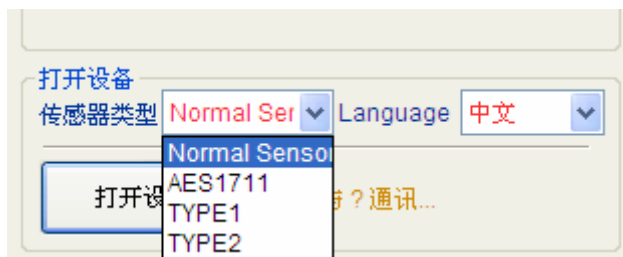 打开设备
传感器类型 Normal Ser Language 中文
Normal Sensor
AES1711
打开设 ? 通讯...
TYPE1
TYPE2